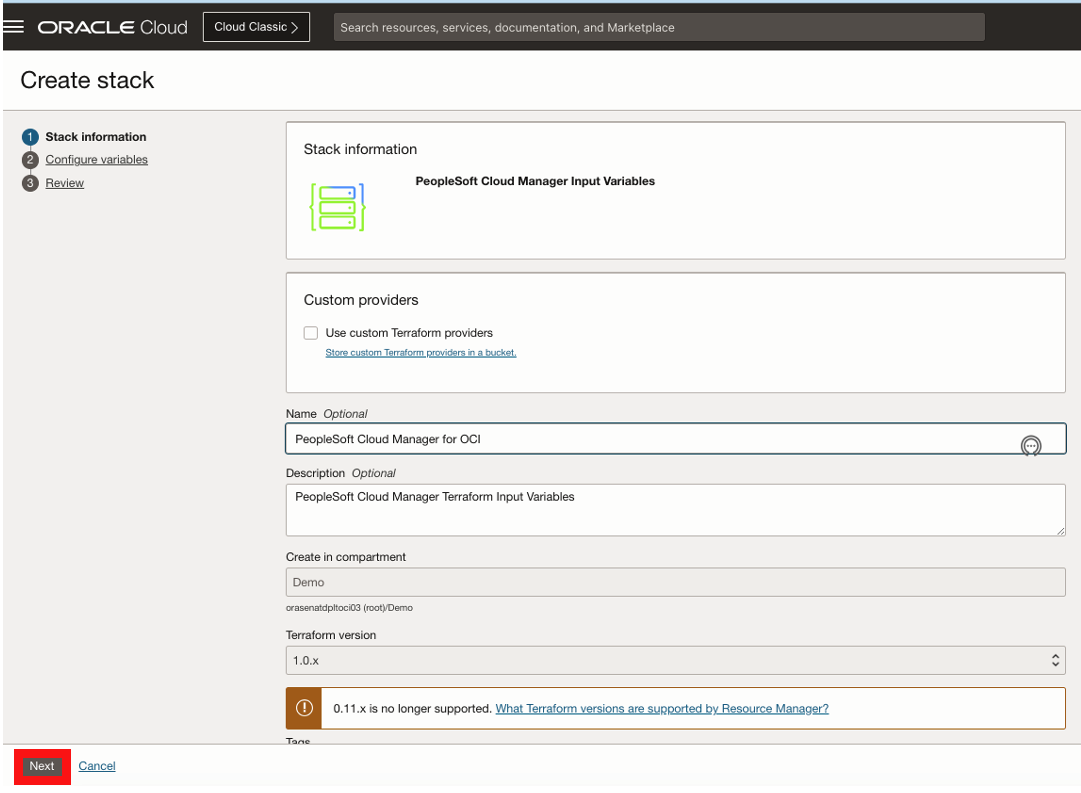 ORACLE Cloud
Cloud Classic >
Search resources, services, documentation, and Marketplace
Create stack
1 Stack information
2 Configure variables
3 Review
Stack information
PeopleSoft Cloud Manager Input Variables
Custom providers
Use custom Terraform providers
Store custom Terraform providers in a bucket.
Name Optional
PeopleSoft Cloud Manager for OCI
Description Optional
PeopleSoft Cloud Manager Terraform Input Variables
Create in compartment
Demo
orasenatdpltoci03 (root)/Demo
Terraform version
1.0.x
0.11.x is no longer supported. What Terraform versions are supported by Resource Manager?
Tags
Next Cancel